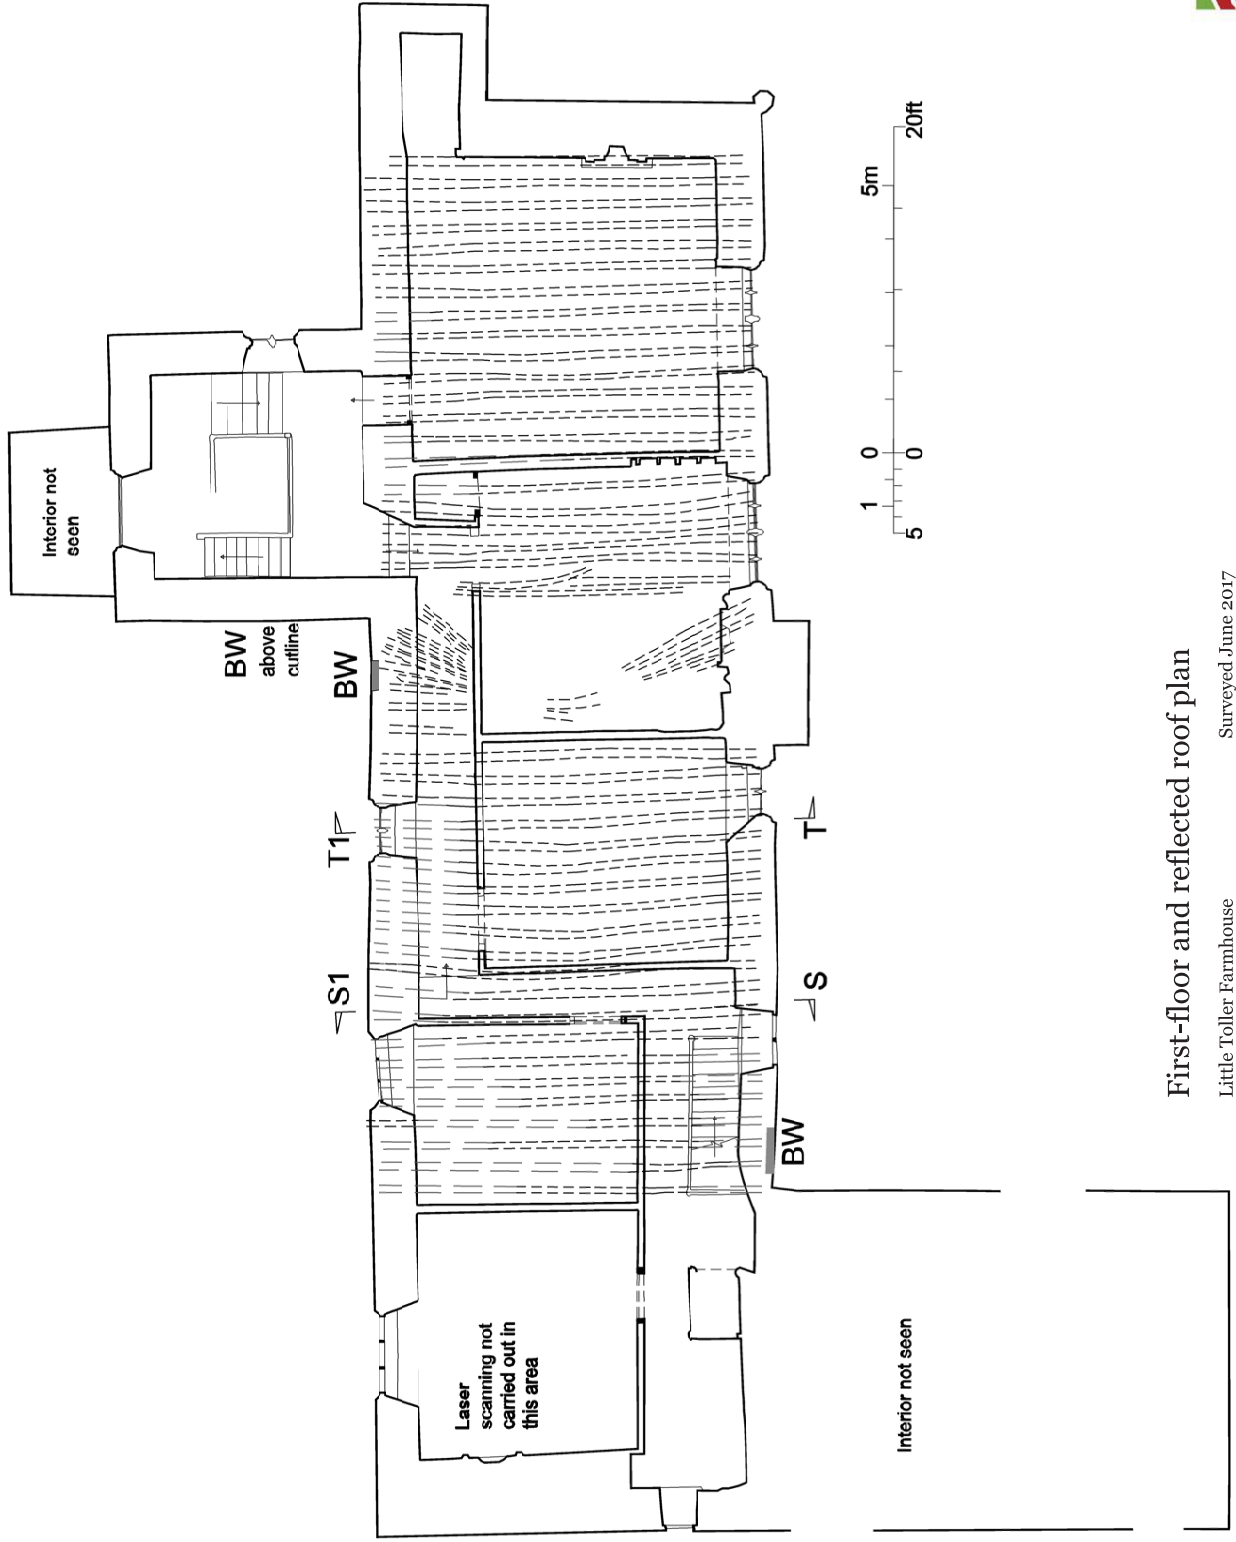 Interior not
seen
BW
above
cutline
BW
T1
S1
T
S
BW
Laser
scanning not
carried out in
this area
Interior not seen
5m
0
1
20ft
0
5
First-floor and reflected roof plan
Little Toller Farmhouse
Surveyed June 2017